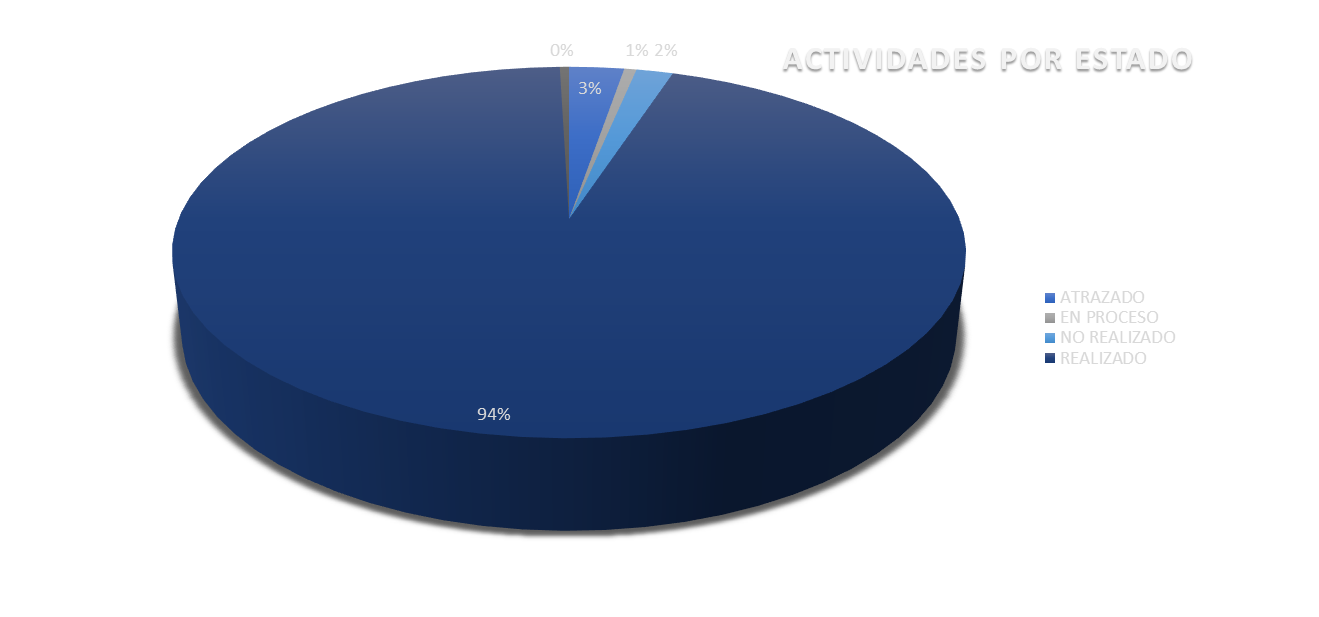 ACTIVIDADES POR ESTADO
0%
1% 2%
3%
94%
ATRAZADO
EN PROCESO
NO REALIZADO
REALIZADO